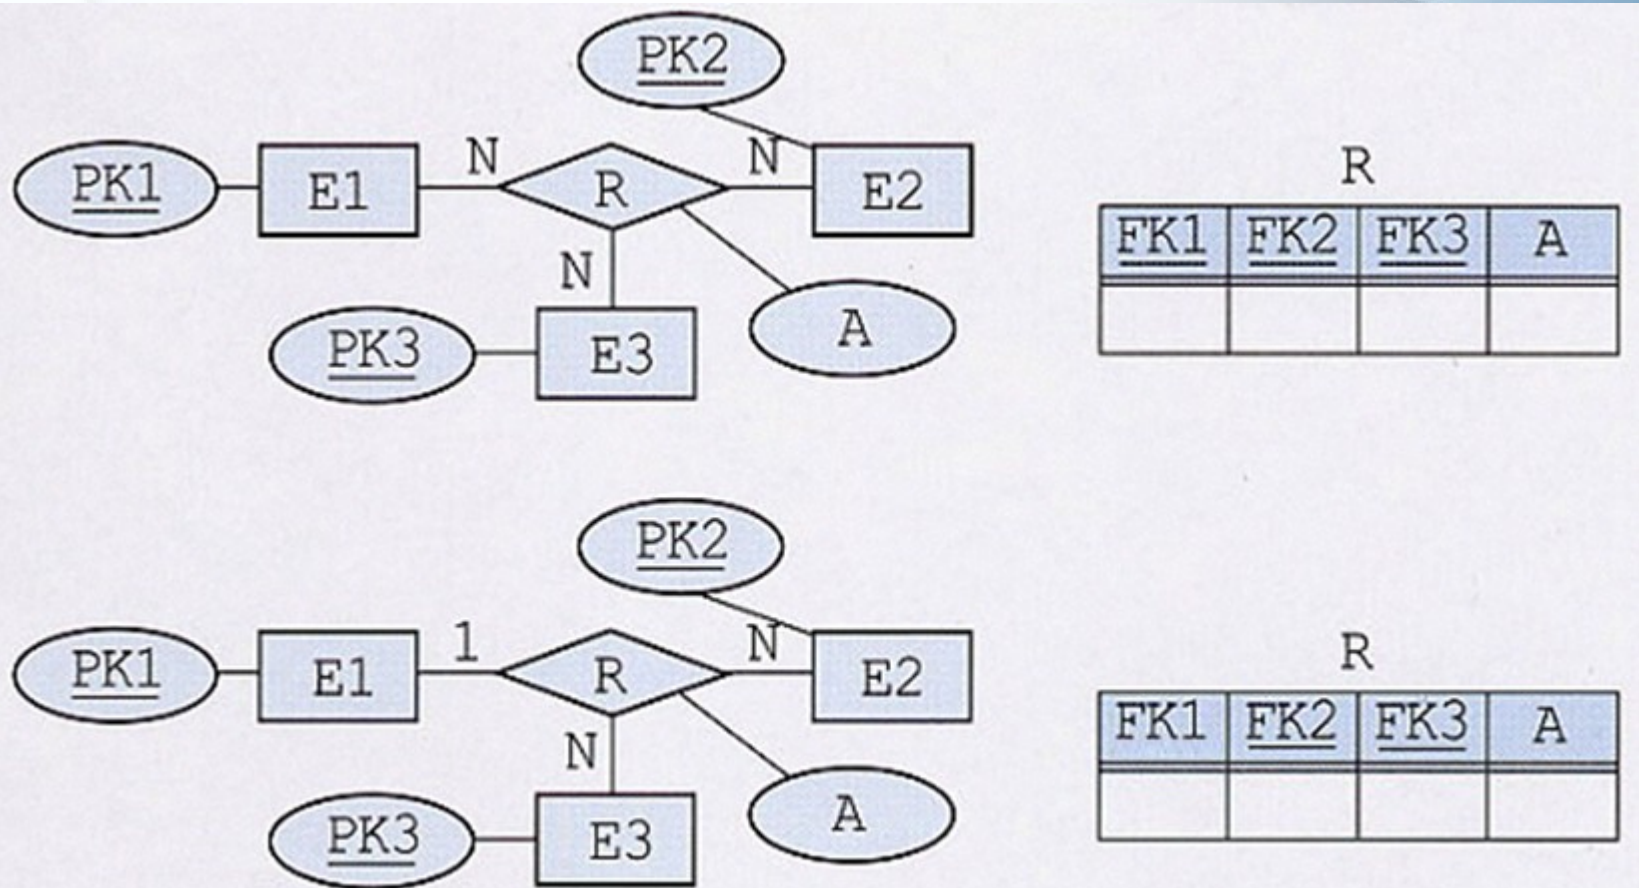 PK2
PK1 E1 N R N E2
N
PK3 E3 A
R
FK1 FK2 FK3 A
PK2
PK1 E1 1 R N E2
N
PK3 E3 A
R
FK1 FK2 FK3 A